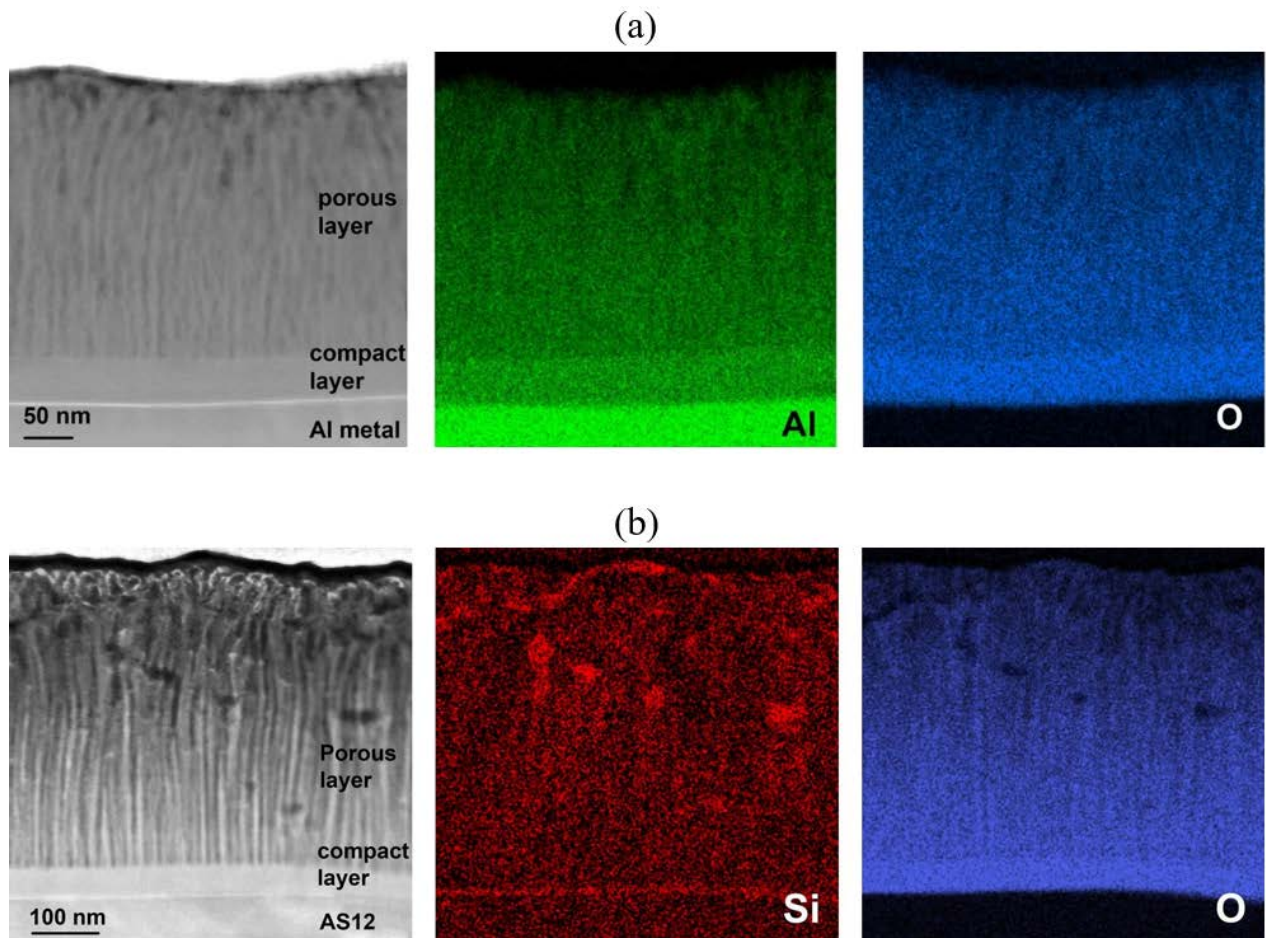 (a)
porous
layer
compact
layer
50 nm
Al metal
Al
O
(b)
Porous
layer
compact
layer
100 nm
AS12
Si
O